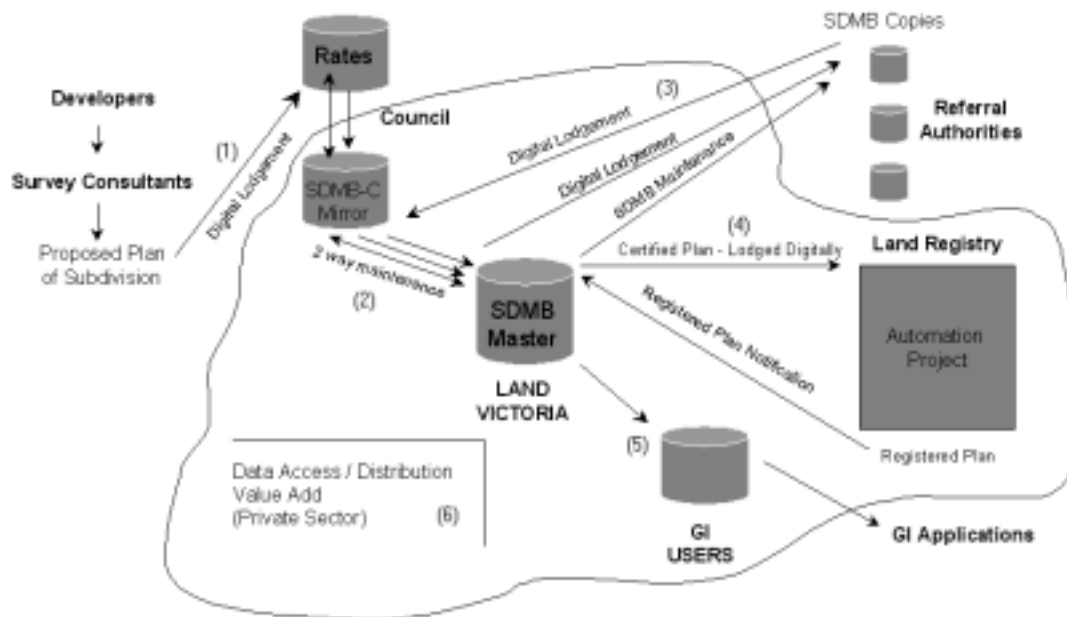 SDMB Copies
Rates
Developers
Council
(3)
Referral
Authorities
(1)
Digital Lodgement
Digital Lodgement
Digital Lodgement
SDMB Maintenance
Survey Consultants
SDMB-C
Mirror
Proposed Plan
of Subdivision
2 way maintenance
(2)
(4)
Certified Plan - Lodged Digitally
Land Registry
SDMB
Master
Registered Plan Notification
Automation
Project
LAND
VICTORIA
(5)
Registered Plan
Data Access / Distribution
Value Add
(Private Sector)
(6)
GI
USERS
GI Applications